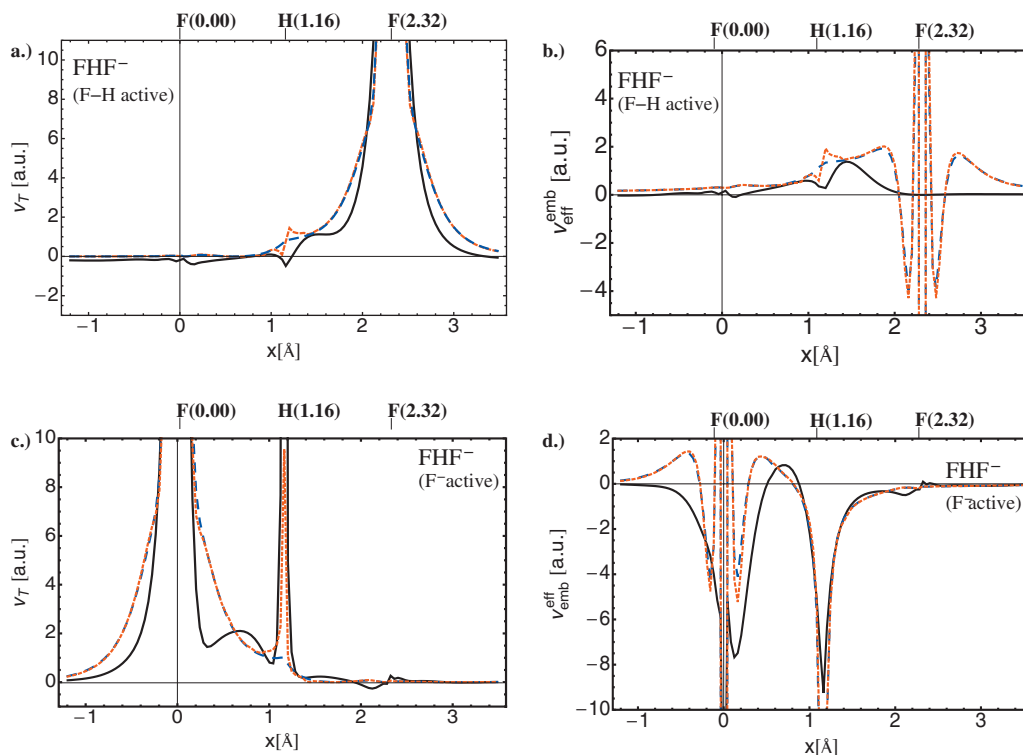 F(0.00) H(1.16) F(2.32)
a.)
FHF−
(F−H active)
vT [a.u.]
10
8
6
4
2
0
−2
−1 0 1 2 3
x[Å]
F(0.00) H(1.16) F(2.32)
b.)
FHF−
(F−H active)
v emb eff [a.u.]
6
4
2
0
−2
−4
−1 0 1 2 3
x[Å]
F(0.00) H(1.16) F(2.32)
c.)
FHF−
(F− active)
vT [a.u.]
10
8
6
4
2
0
−1 0 1 2 3
x[Å]
F(0.00) H(1.16) F(2.32)
d.)
FHF−
(F− active)
v eff emb [a.u.]
2
0
−2
−4
−6
−8
−10
−1 0 1 2 3
x[Å]